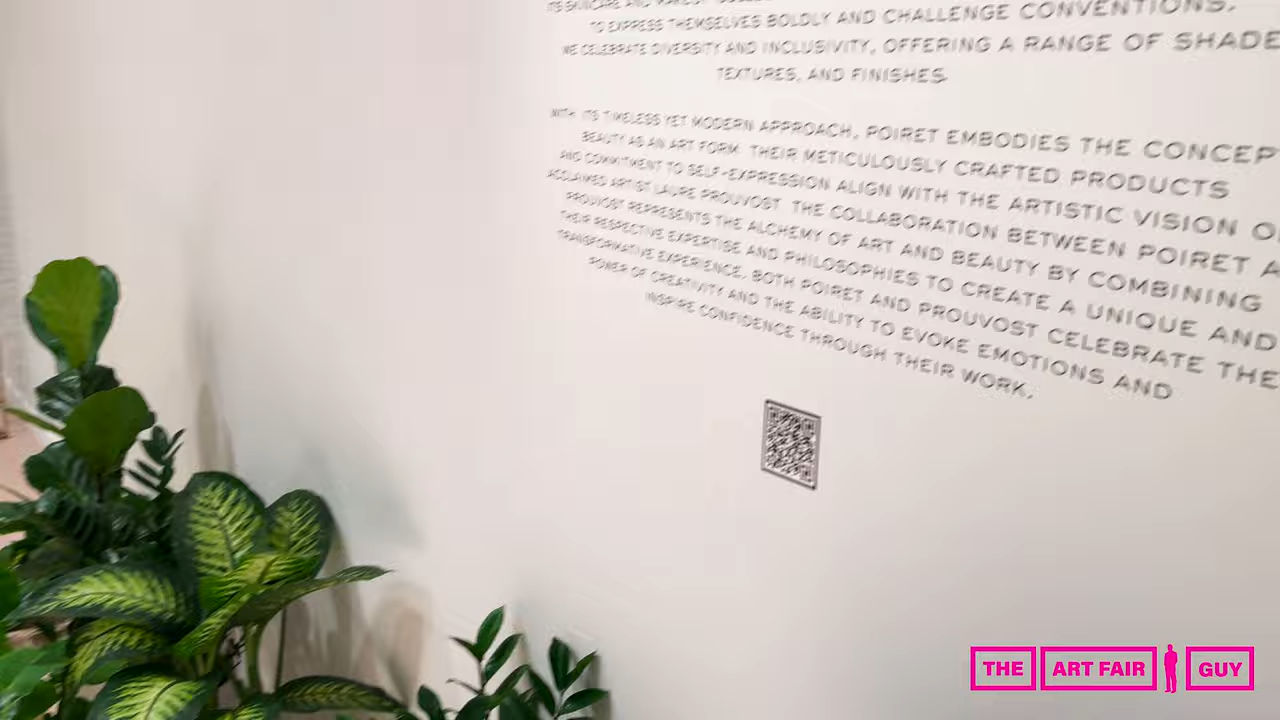 ITS SKINCARE AND
TO EXPRESS THEMSELVES BOLDLY AND CHALLENGE CONVENTIONS.
WE CELEBRATE DIVERSITY AND INCLUSIVITY, OFFERING A RANGE OF SHADE
TEXTURES, AND FINISHES.
WITH ITS TIMELESS YET MODERN APPROACH, POIRET EMBODIES THE CONCEP
BEAUTY AS AN ART FORM. THEIR METICULOUSLY CRAFTED PRODUCTS
AND COMMITMENT TO SELF-EXPRESSION ALIGN WITH THE ARTISTIC VISION O
ACCLAIMED ARTIST LAURE PROUVOST. THE COLLABORATION BETWEEN POIRET A
PROUVOST REPRESENTS THE ALCHEMY OF ART AND BEAUTY BY COMBINING
THEIR RESPECTIVE EXPERTISE AND PHILOSOPHIES TO CREATE A UNIQUE AND
TRANSFORMATIVE EXPERIENCE. BOTH POIRET AND PROUVOST CELEBRATE THE
POWER OF CREATIVITY AND THE ABILITY TO EVOKE EMOTIONS AND
INSPIRE CONFIDENCE THROUGH THEIR WORK.
THE ART FAIR GUY